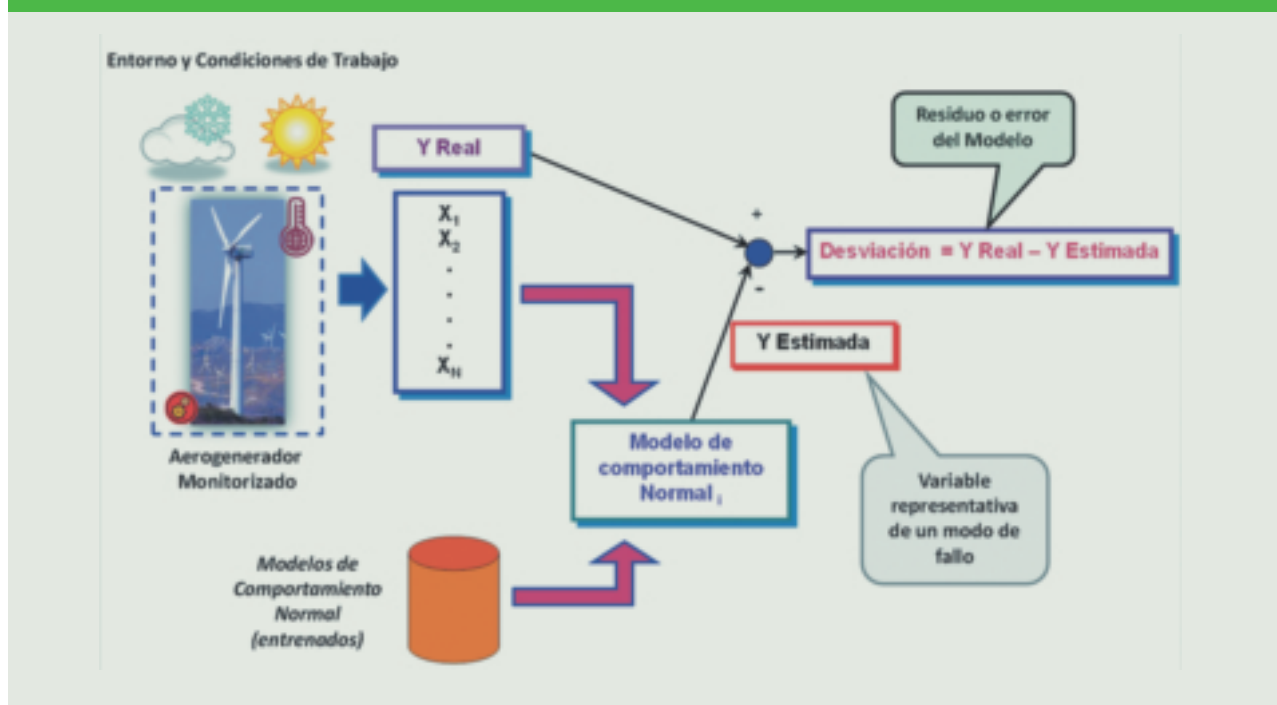 Entorno y Condiciones de Trabajo
Y Real
X₁
X₂
.
.
.
.
X_N
Aerogenerador
Monitorizado
Modelos de
Comportamiento
Normal
(entrenados)
Modelo de
comportamiento
Normal ᵢ
+
-
Y Estimada
Residuo o error
del Modelo
Desviación = Y Real – Y Estimada
Variable
representativa
de un modo de
fallo